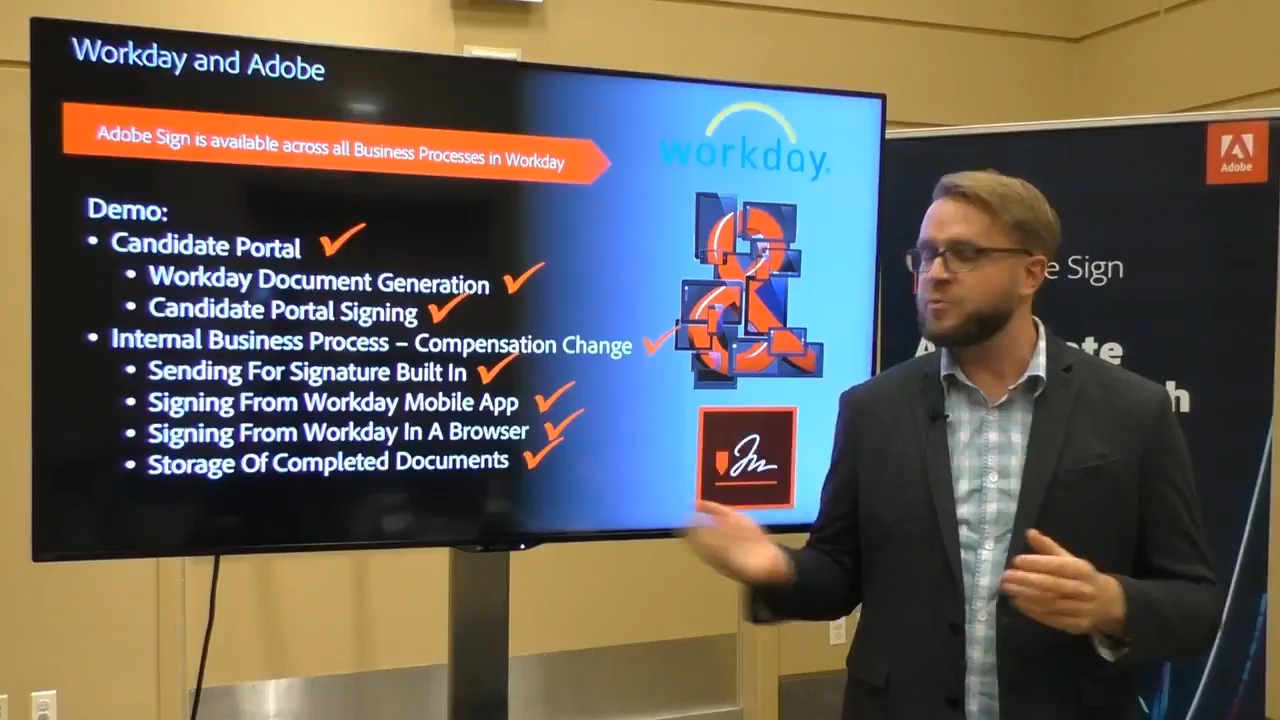 Workday and Adobe
Adobe Sign is available across all Business Processes in Workday
workday.
Demo:
• Candidate Portal
• Workday Document Generation
• Candidate Portal Signing
• Internal Business Process – Compensation Change
• Sending For Signature Built In
• Signing From Workday Mobile App
• Signing From Workday In A Browser
• Storage Of Completed Documents
Adobe
e Sign